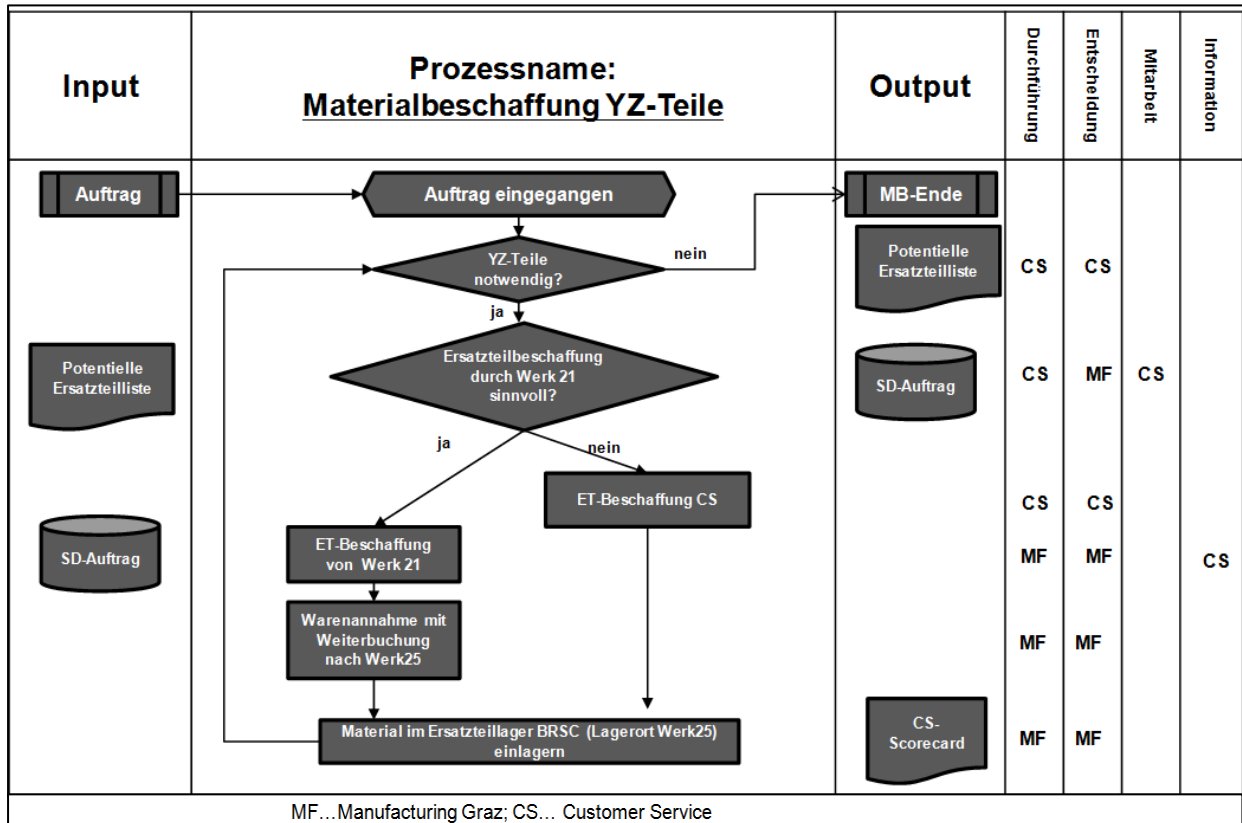 Input
Prozessname:
Materialbeschaffung YZ-Teile
Output
Durchführung
Entscheidung
Mitarbeit
Information
Auftrag
Auftrag eingegangen
MB-Ende
YZ-Teile
notwendig?
nein
Potentielle
Ersatzteilliste
CS
CS
ja
Potentielle
Ersatzteilliste
Ersatzteilbeschaffung
durch Werk 21
sinnvoll?
SD-Auftrag
CS
MF
CS
ja
nein
ET-Beschaffung CS
CS
CS
SD-Auftrag
ET-Beschaffung
von Werk 21
MF
MF
CS
Warenannahme mit
Weiterbuchung
nach Werk25
MF
MF
Material im Ersatzteillager BRSC (Lagerort Werk25)
einlagern
CS-
Scorecard
MF
MF
MF...Manufacturing Graz; CS... Customer Service